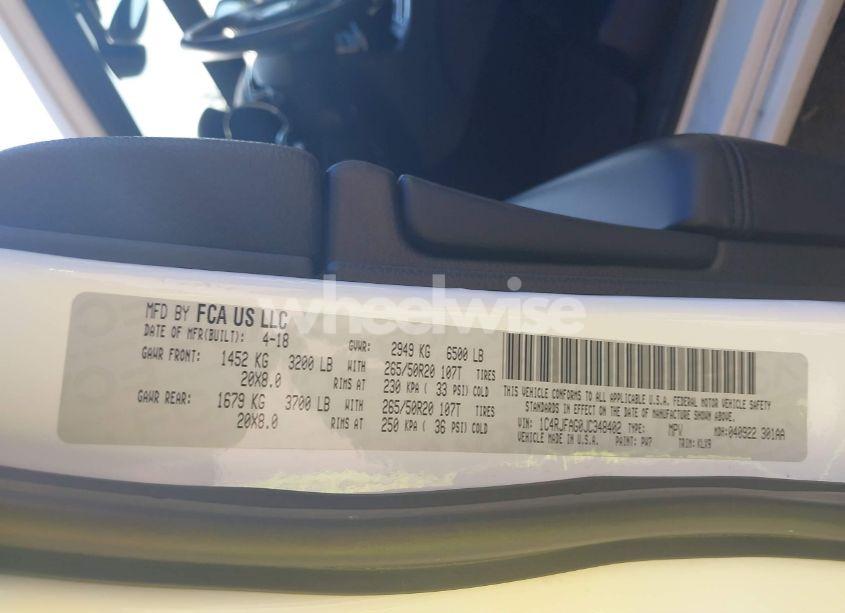 wheelwise
MFD BY FCA US LLC
DATE OF MFR(BUILT): 4-18
GVWR: 2949 KG 6500 LB
GAWR FRONT: 1452 KG 3200 LB WITH 265/50R20 107T TIRES
20X8.0 RIMS AT 230 KPA ( 33 PSI) COLD
GAWR REAR: 1679 KG 3700 LB WITH 265/50R20 107T TIRES
20X8.0 RIMS AT 250 KPA ( 36 PSI) COLD
THIS VEHICLE CONFORMS TO ALL APPLICABLE U.S.A. FEDERAL MOTOR VEHICLE SAFETY
STANDARDS IN EFFECT ON THE DATE OF MANUFACTURE SHOWN ABOVE.
VIN: 1C4RJFAG0JC348402 TYPE: MPV MDH:040922 301AA
VEHICLE MADE IN U.S.A. PAINT: PW7 TRIM: KLX9